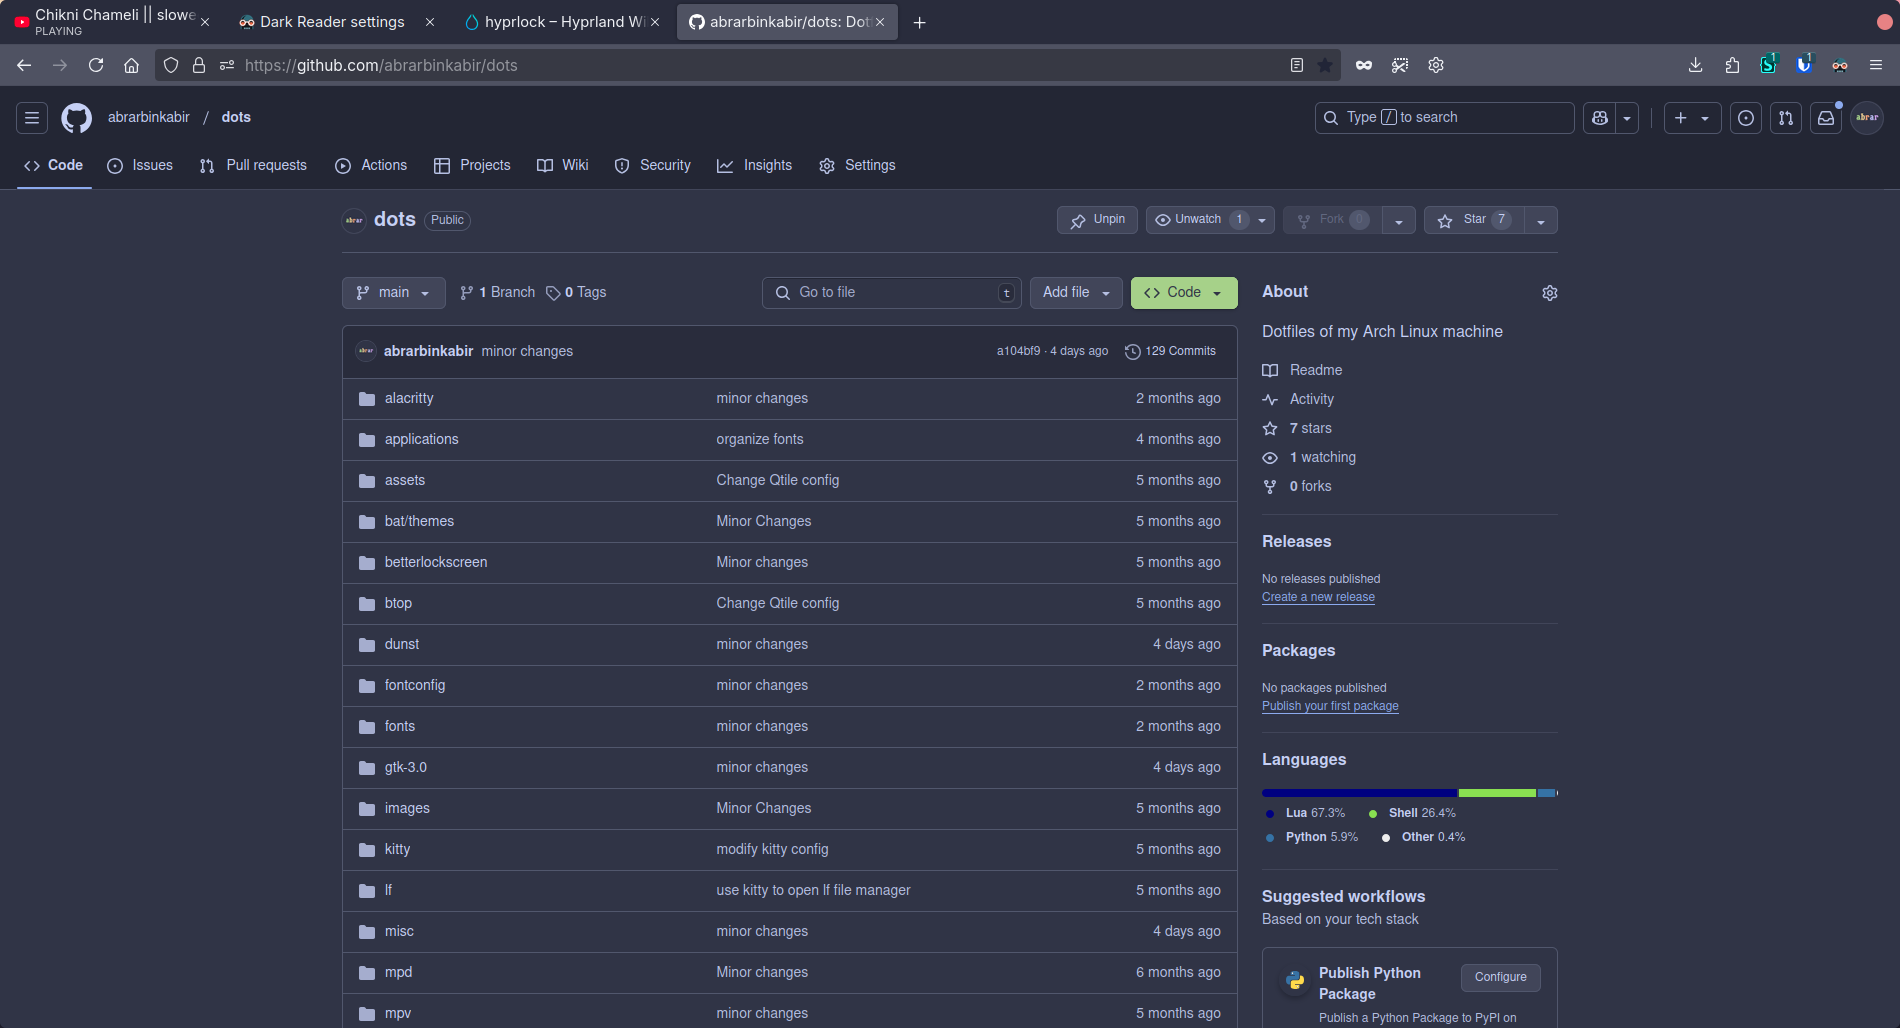 Chikni Chameli || slowe
PLAYING
Dark Reader settings
hyprlock – Hyprland Wi
abrarbinkabir/dots: Dot
https://github.com/abrarbinkabir/dots
1
1
abrarbinkabir / dots
Type / to search
abrar
Code
Issues
Pull requests
Actions
Projects
Wiki
Security
Insights
Settings
abrar
dots
Public
Unpin
Unwatch 1
Fork 0
Star 7
main
1 Branch
0 Tags
Go to file
t
Add file
Code
abrar
abrarbinkabir minor changes
a104bf9 · 4 days ago
129 Commits
alacritty minor changes 2 months ago
applications organize fonts 4 months ago
assets Change Qtile config 5 months ago
bat/themes Minor Changes 5 months ago
betterlockscreen Minor changes 5 months ago
btop Change Qtile config 5 months ago
dunst minor changes 4 days ago
fontconfig minor changes 2 months ago
fonts minor changes 2 months ago
gtk-3.0 minor changes 4 days ago
images Minor Changes 5 months ago
kitty modify kitty config 5 months ago
lf use kitty to open lf file manager 5 months ago
misc minor changes 4 days ago
mpd Minor changes 6 months ago
mpv minor changes 5 months ago
About
Dotfiles of my Arch Linux machine
Readme
Activity
7 stars
1 watching
0 forks
Releases
No releases published
Create a new release
Packages
No packages published
Publish your first package
Languages
Lua 67.3% Shell 26.4%
Python 5.9% Other 0.4%
Suggested workflows
Based on your tech stack
Publish Python
Package
Configure
Publish a Python Package to PyPI on